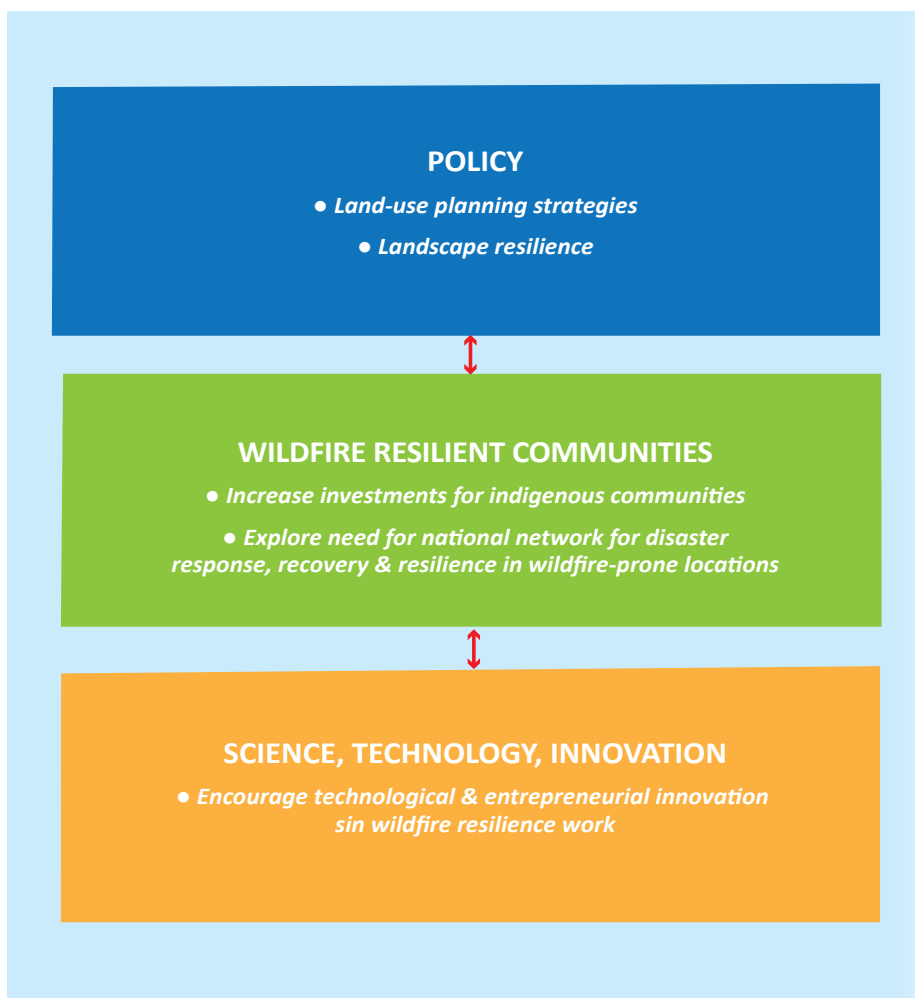 POLICY
● Land-use planning strategies
● Landscape resilience
WILDFIRE RESILIENT COMMUNITIES
● Increase investments for indigenous communities
● Explore need for national network for disaster
response, recovery & resilience in wildfire-prone locations
SCIENCE, TECHNOLOGY, INNOVATION
● Encourage technological & entrepreneurial innovation
sin wildfire resilience work